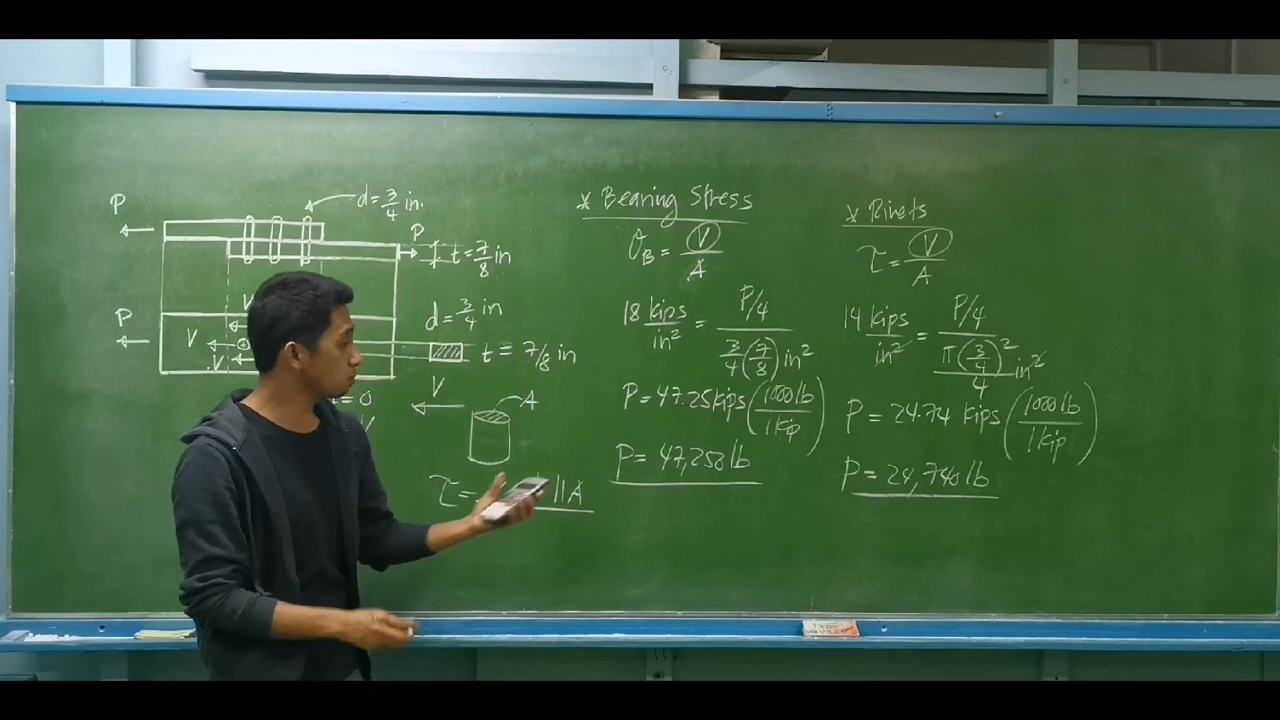 P
d = 3/4 in.
P
t = 7/8 in
P
d = 3/4 in
V
t = 7/8 in
V
V
= 0
V
A
τ =
|| A
* Bearing Stress
σB = V/A
18 kips/in² = (P/4)/(3/4 (7/8) in²)
P = 47.25 kips (1000 lb/1 kip)
P = 47,250 lb
* Rivets
τ = V/A
14 kips/in² = (P/4)/(π(3/4)²/4 in²)
P = 24.74 kips (1000 lb/1 kip)
P = 24,740 lb